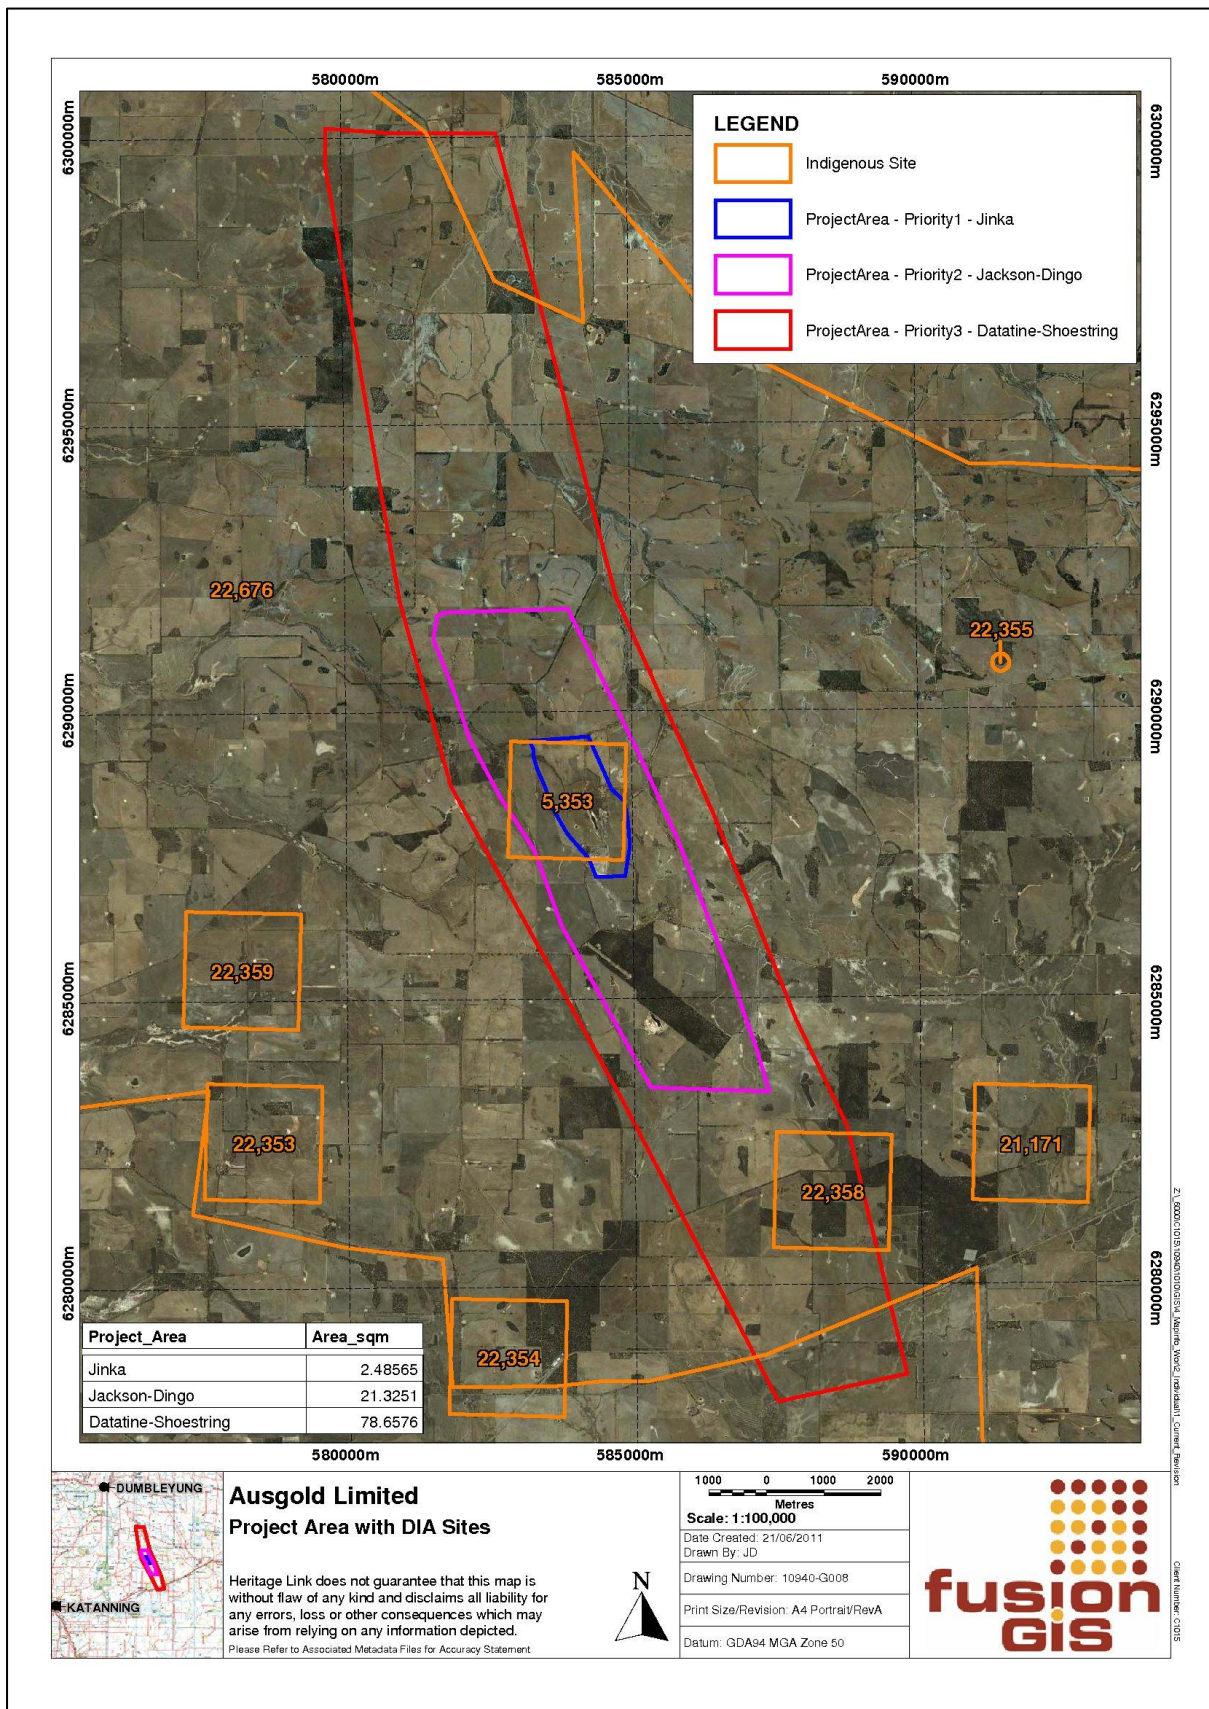 580000m 585000m 590000m
6300000m
6300000m
LEGEND
Indigenous Site
ProjectArea - Priority1 - Jinka
ProjectArea - Priority2 - Jackson-Dingo
ProjectArea - Priority3 - Datatine-Shoestring
6295000m
6295000m
22,676
22,355
6290000m
6290000m
5,353
22,359
6285000m
6285000m
22,353
22,358
21,171
6280000m
6280000m
22,354
Project_Area Area_sqm
Jinka 2.48565
Jackson-Dingo 21.3251
Datatine-Shoestring 78.6576
580000m 585000m 590000m
DUMBLEYUNG
KATANNING
Ausgold Limited
Project Area with DIA Sites
Heritage Link does not guarantee that this map is
without flaw of any kind and disclaims all liability for
any errors, loss or other consequences which may
arise from relying on any information depicted.
Please Refer to Associated Metadata Files for Accuracy Statement
N
1000 0 1000 2000
Metres
Scale: 1:100,000
Date Created: 21/06/2011
Drawn By: JD
Drawing Number: 10940-G008
Print Size/Revision: A4 Portrait/RevA
Datum: GDA94 MGA Zone 50
fusion
GIS
Client Number: C1015